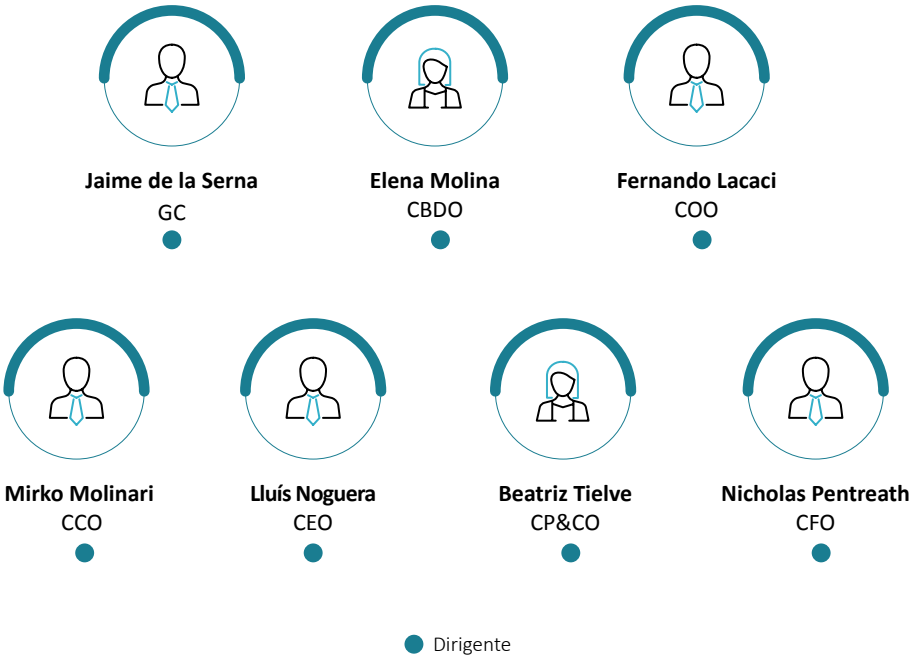 Jaime de la Serna
GC
Elena Molina
CBDO
Fernando Lacaci
COO
Mirko Molinari
CCO
Lluís Noguera
CEO
Beatriz Tielve
CP&CO
Nicholas Pentreath
CFO
Dirigente